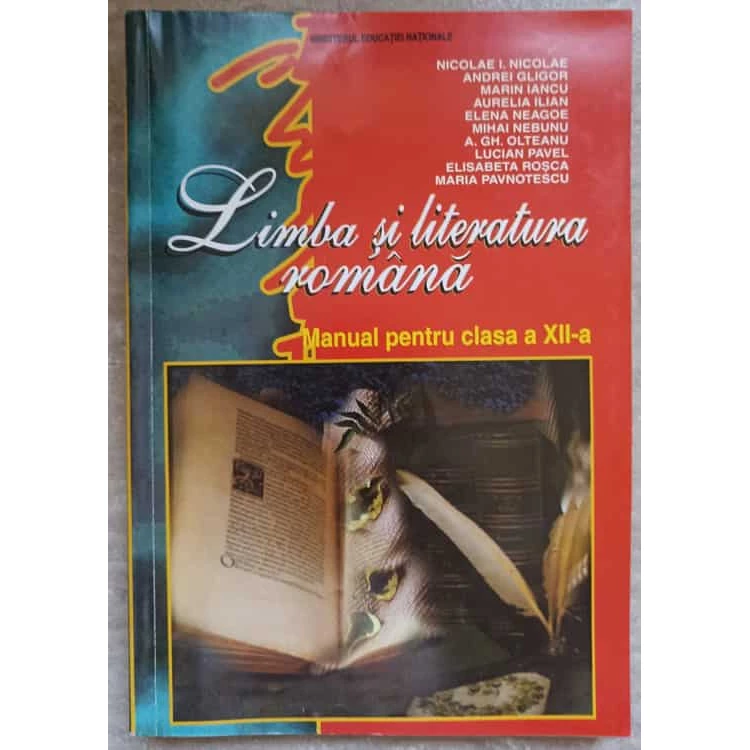 MINISTERUL EDUCAȚIEI NAȚIONALE
NICOLAE I. NICOLAE
ANDREI GLIGOR
MARIN IANCU
AURELIA ILIAN
ELENA NEAGOE
MIHAI NEBUNU
A. GH. OLTEANU
LUCIAN PAVEL
ELISABETA ROȘCA
MARIA PAVNOTESCU
Limba și literatura
română
Manual pentru clasa a XII-a